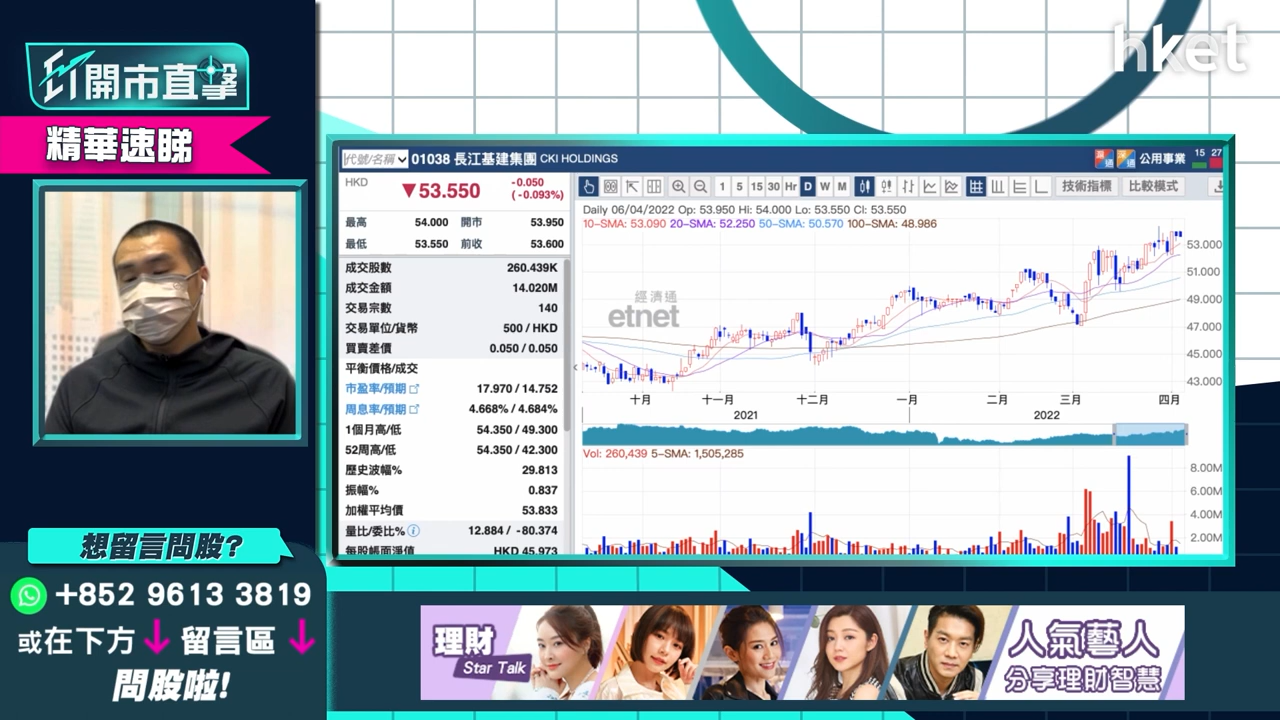 ET開市直擊
精華速睇
hket
代號/名稱 01038 長江基建集團 CKI HOLDINGS
滬通 深通 公用事業 15 27
HKD
▼53.550
-0.050
(-0.093%)
最高 54.000 開市 53.950
最低 53.550 前收 53.600
成交股數 260.439K
成交金額 14.020M
交易宗數 140
交易單位/貨幣 500 / HKD
買賣差價 0.050 / 0.050
平衡價格/成交
市盈率/預期 17.970 / 14.752
周息率/預期 4.668% / 4.684%
1個月高/低 54.350 / 49.300
52周高/低 54.350 / 42.300
歷史波幅% 29.813
振幅% 0.837
加權平均價 53.833
量比/委比% 12.884 / -80.374
每股帳面淨值 HKD 45.973
1 5 15 30 Hr D W M 技術指標 比較模式
Daily 06/04/2022 Op: 53.950 Hi: 54.000 Lo: 53.550 Cl: 53.550
10-SMA: 53.090 20-SMA: 52.250 50-SMA: 50.570 100-SMA: 48.986
53.000
51.000
49.000
47.000
45.000
43.000
經濟通
etnet
十月 十一月 十二月 一月 二月 三月 四月
2021 2022
Vol: 260,439 5-SMA: 1,505,285
8.00M
6.00M
4.00M
2.00M
想留言問股?
+852 9613 3819
或在下方↓留言區↓
問股啦!
理財
Star Talk
人氣藝人
分享理財智慧